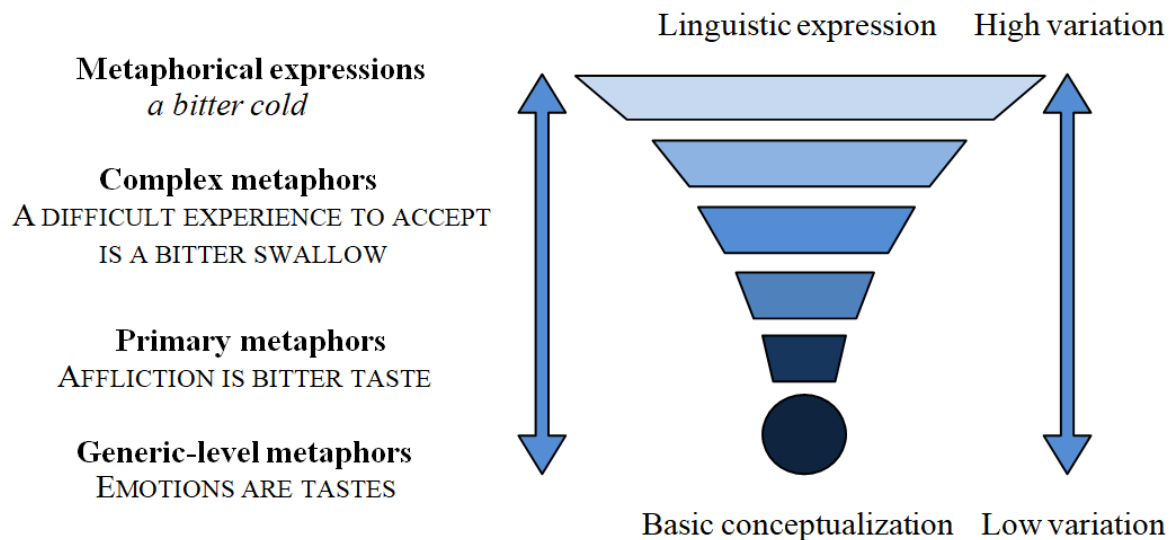 Linguistic expression
High variation
Metaphorical expressions
a bitter cold
Complex metaphors
A DIFFICULT EXPERIENCE TO ACCEPT
IS A BITTER SWALLOW
Primary metaphors
AFFLICTION IS BITTER TASTE
Generic-level metaphors
EMOTIONS ARE TASTES
Basic conceptualization
Low variation